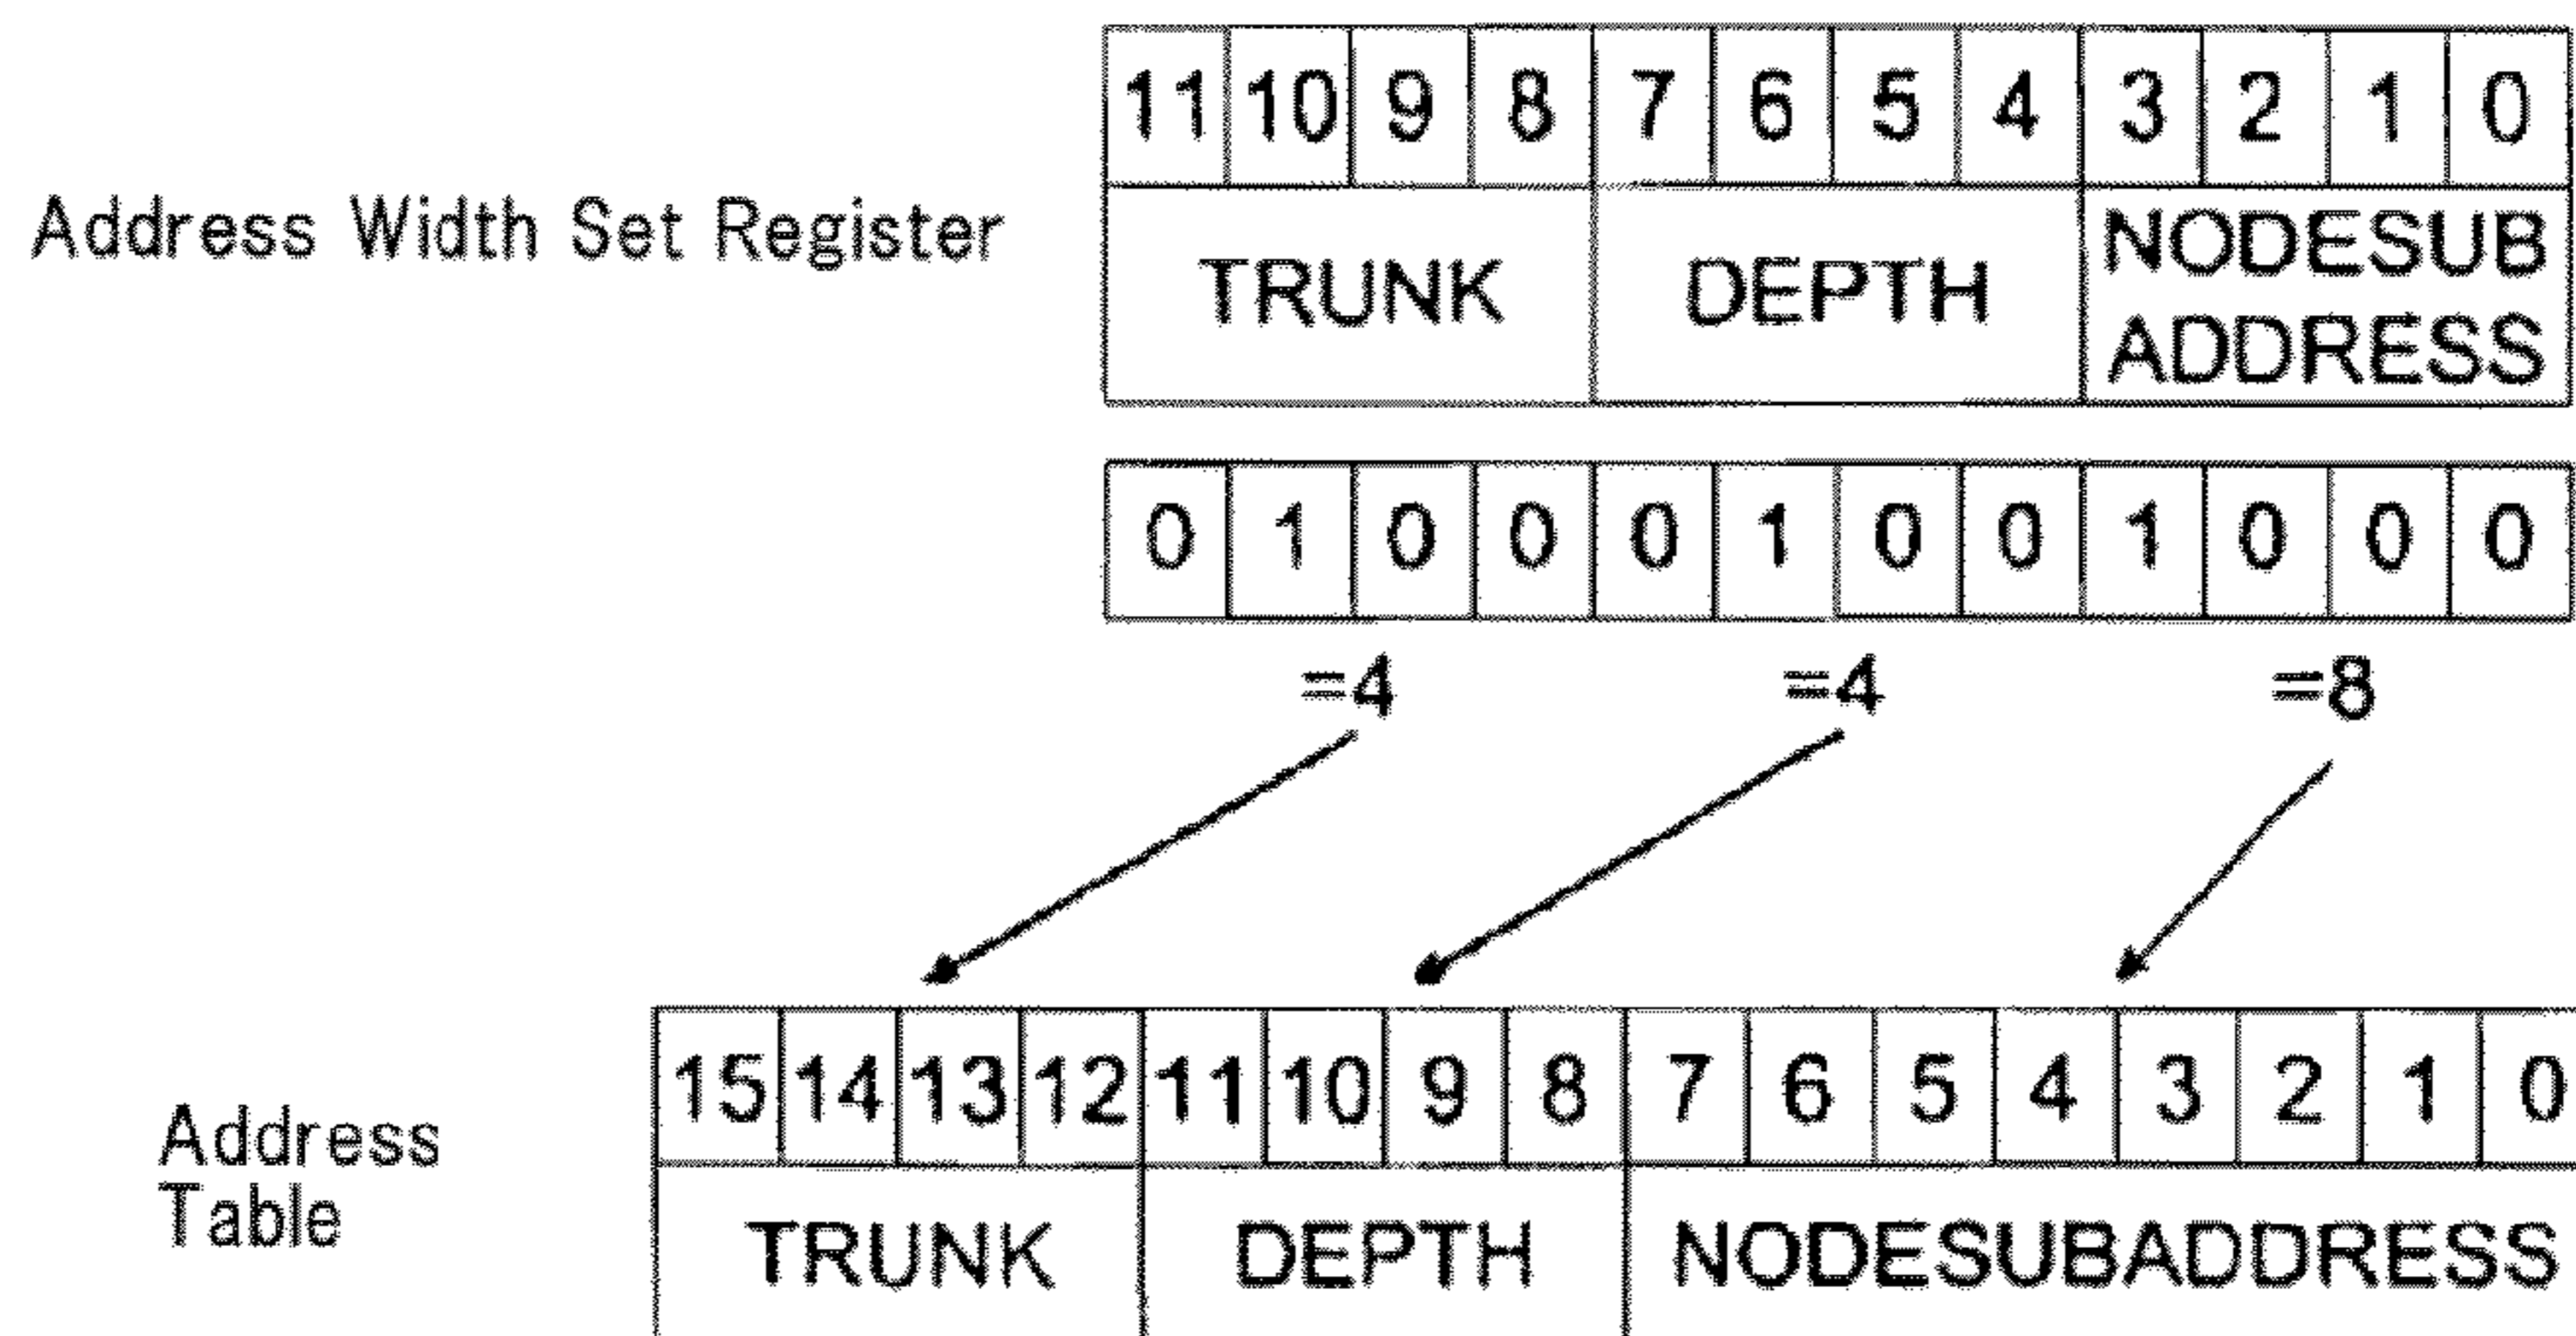 11 10 9 8 7 6 5 4 3 2 1 0
Address Width Set Register
TRUNK DEPTH NODESUB
ADDRESS
0 1 0 0 0 1 0 0 1 0 0 0
=4 =4 =8
15 14 13 12 11 10 9 8 7 6 5 4 3 2 1 0
Address
Table
TRUNK DEPTH NODESUBADDRESS